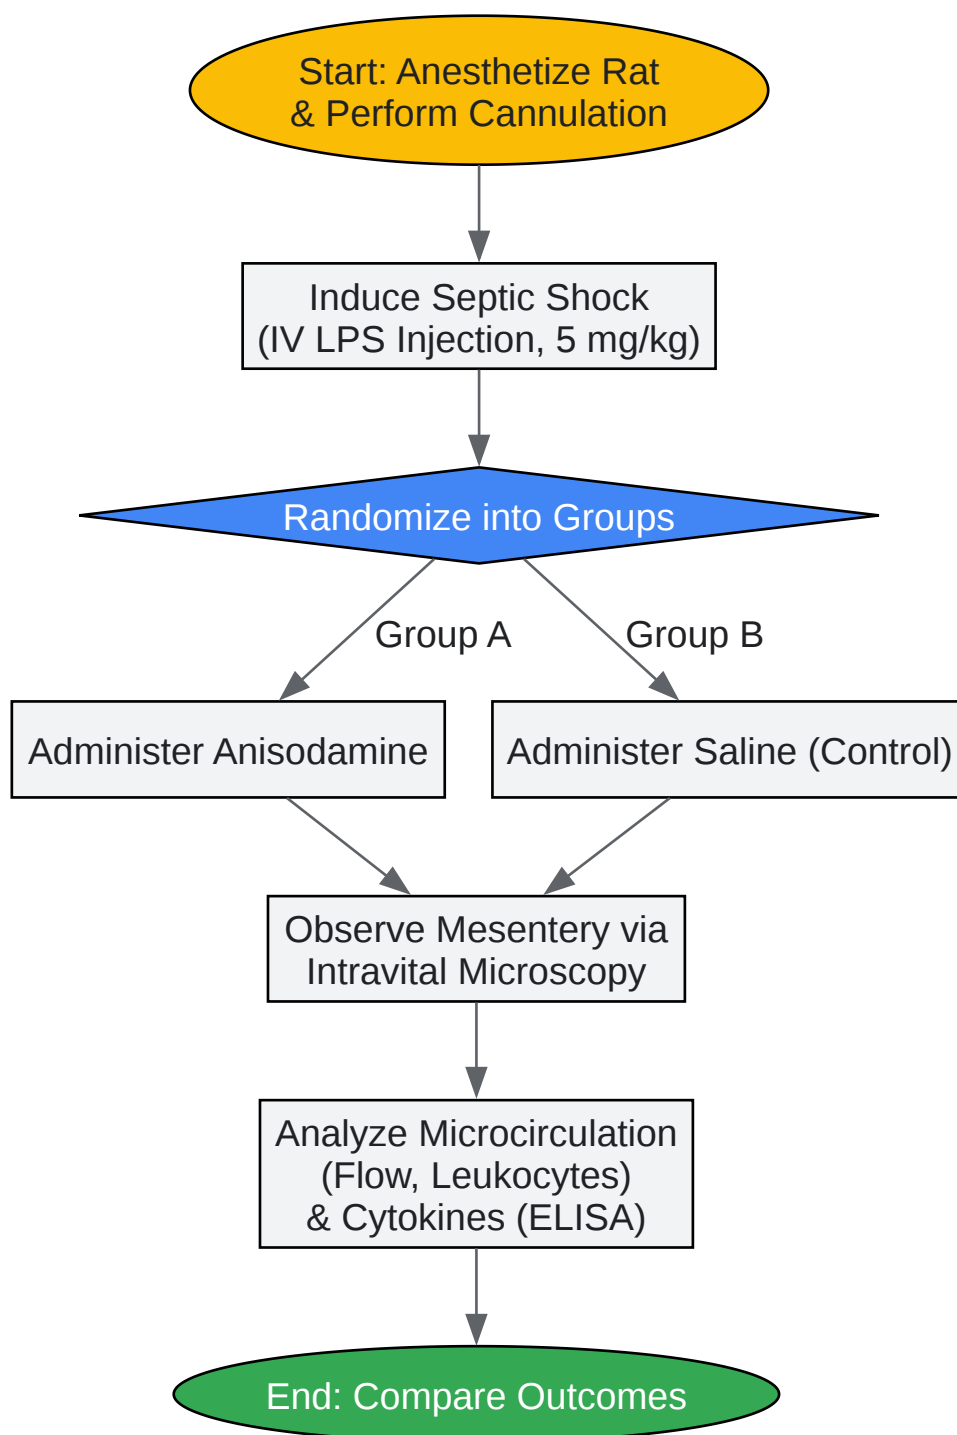 Start: Anesthetize Rat
& Perform Cannulation
Induce Septic Shock
(IV LPS Injection, 5 mg/kg)
Randomize into Groups
Group A
Group B
Administer Anisodamine
Administer Saline (Control)
Observe Mesentery via
Intravital Microscopy
Analyze Microcirculation
(Flow, Leukocytes)
& Cytokines (ELISA)
End: Compare Outcomes